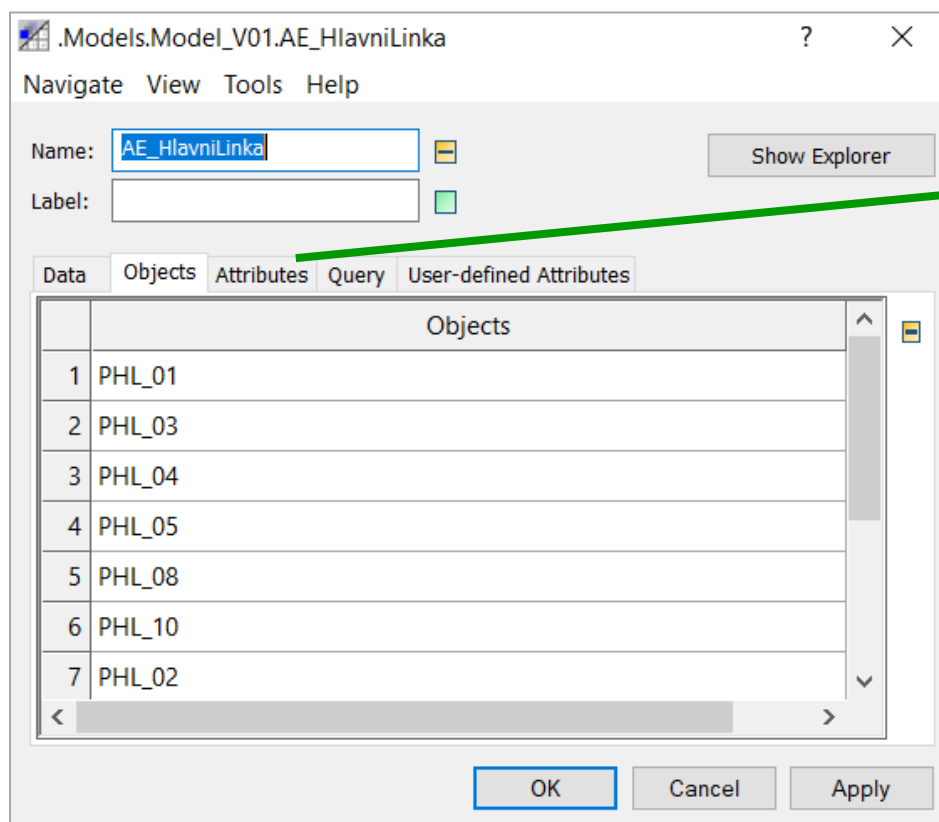 .Models.Model_V01.AE_HlavniLinka ?
Navigate View Tools Help
Name: AE_HlavniLinka
Show Explorer
Label:
Data Objects Attributes Query User-defined Attributes
Objects
1 PHL_01
2 PHL_03
3 PHL_04
4 PHL_05
5 PHL_08
6 PHL_10
7 PHL_02
OK Cancel Apply